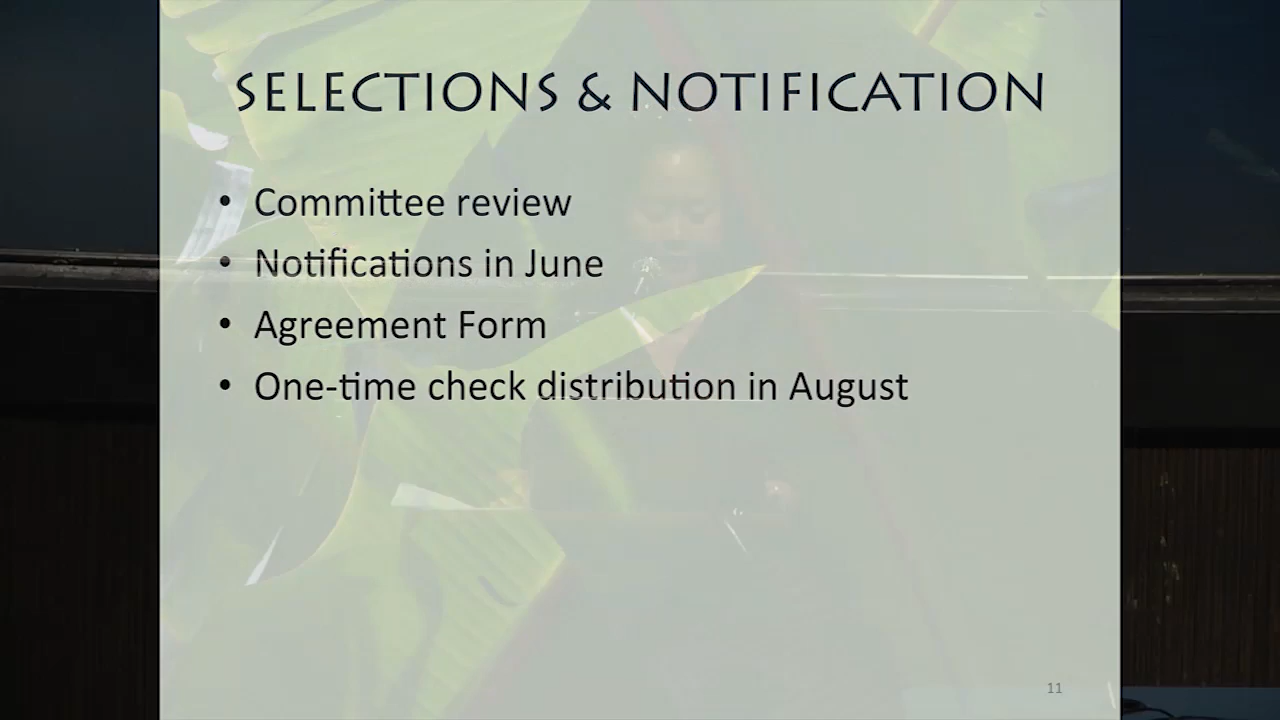 SELECTIONS & NOTIFICATION
• Committee review
• Notifications in June
• Agreement Form
• One-time check distribution in August
11